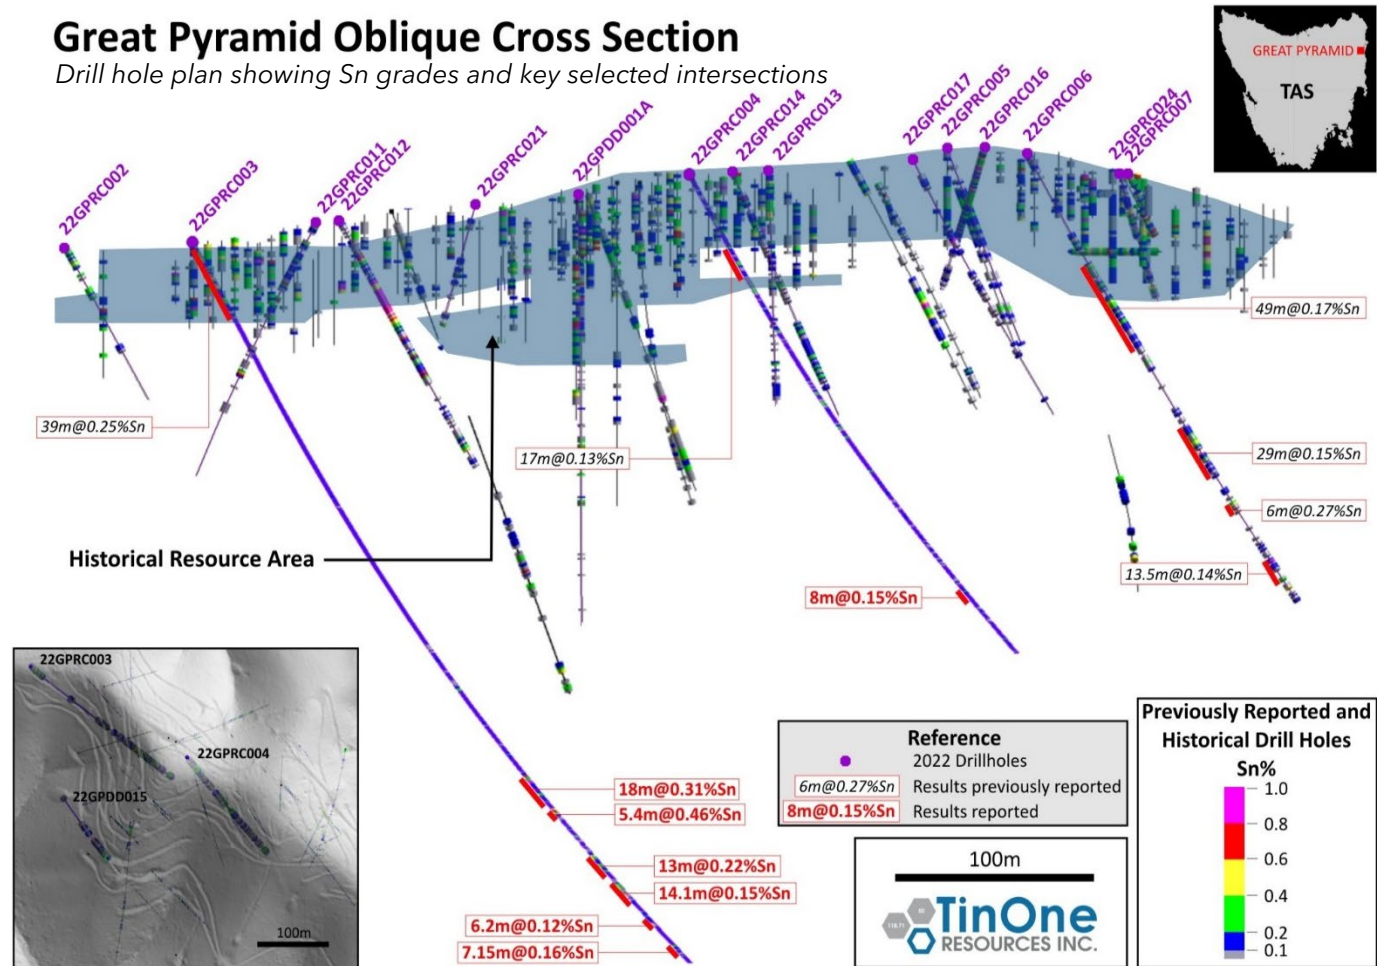 Great Pyramid Oblique Cross Section
Drill hole plan showing Sn grades and key selected intersections
GREAT PYRAMID
TAS
22GPRC002
22GPRC003
22GPRC011
22GPRC012
22GPRC021
22GPDD001A
22GPRC004
22GPRC014
22GPRC013
22GPRC017
22GPRC005
22GPRC016
22GPRC006
22GPRC024
22GPRC007
49m@0.17%Sn
39m@0.25%Sn
17m@0.13%Sn
29m@0.15%Sn
6m@0.27%Sn
Historical Resource Area
13.5m@0.14%Sn
8m@0.15%Sn
18m@0.31%Sn
5.4m@0.46%Sn
13m@0.22%Sn
14.1m@0.15%Sn
6.2m@0.12%Sn
7.15m@0.16%Sn
22GPRC003
22GPRC004
22GPDD015
100m
Reference
2022 Drillholes
6m@0.27%Sn Results previously reported
8m@0.15%Sn Results reported
100m
TinOne
RESOURCES INC.
Previously Reported and
Historical Drill Holes
Sn%
1.0
0.8
0.6
0.4
0.2
0.1